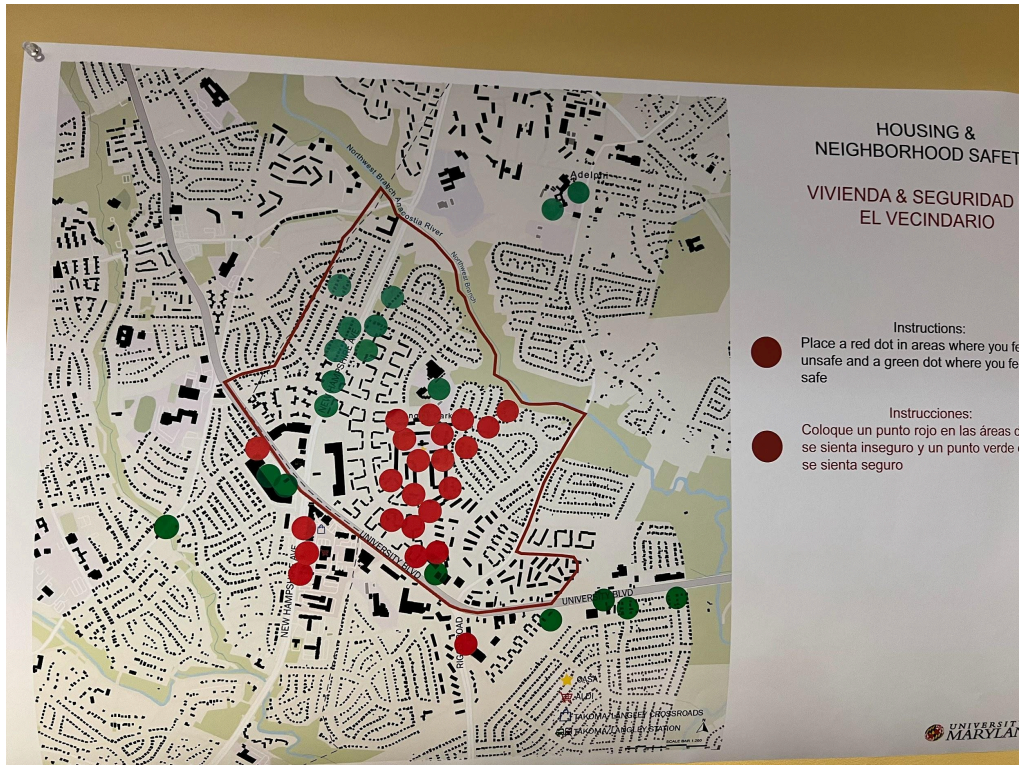 HOUSING &
NEIGHBORHOOD SAFET
VIVIENDA & SEGURIDAD
EL VECINDARIO
Instructions:
Place a red dot in areas where you fe
unsafe and a green dot where you fe
safe
Instrucciones:
Coloque un punto rojo en las áreas d
se sienta inseguro y un punto verde
se sienta seguro
Adelphi
Northwest Branch Anacostia River
Northwest Branch
UNIVERSITY BLVD
UNIVERSITY BLVD
NEW HAMPSHIRE AVE
CASA
ALDI
TAKOMA/LANGLEY CROSSROADS
TAKOMA/LANGLEY STATION
UNIVERSIT
MARYLAN